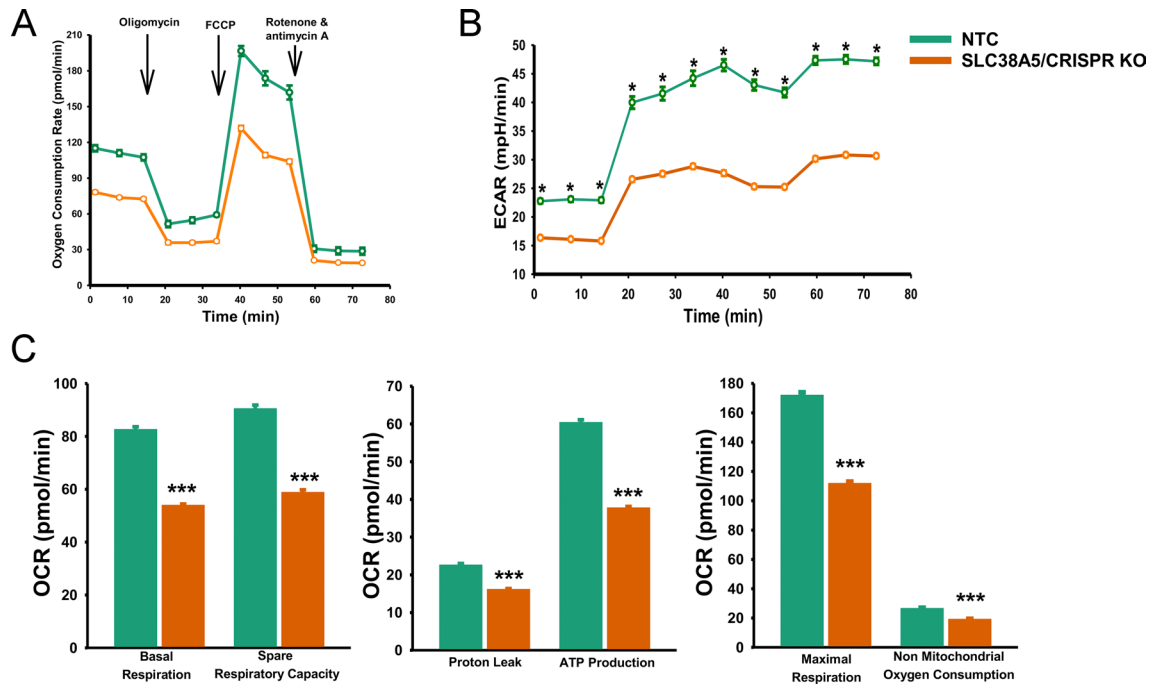 A
Oligomycin
FCCP
Rotenone &
antimycin A
Oxygen Consumption Rate (pmol/min)
210
180
150
120
90
60
30
0
0 10 20 30 40 50 60 70 80
Time (min)
B
NTC
SLC38A5/CRISPR KO
ECAR (mpH/min)
50
45
40
35
30
25
20
15
10
* * * * * * * * * * * *
0 10 20 30 40 50 60 70 80
Time (min)
C
OCR (pmol/min)
100
80
60
40
20
0
***
***
Basal
Respiration
Spare
Respiratory Capacity
OCR (pmol/min)
70
60
50
40
30
20
10
0
***
***
Proton Leak
ATP Production
OCR (pmol/min)
180
160
140
120
100
80
60
40
20
0
***
***
Maximal
Respiration
Non Mitochondrial
Oxygen Consumption